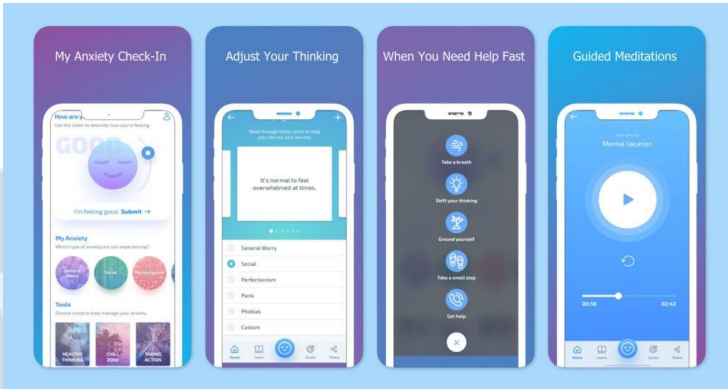 My Anxiety Check-In
How are y
Use the slider to describe how you're feeling.
GOOD
I'm feeling good. Submit →
My Anxiety
Which type of anxiety are you experiencing?
General
Worry
Social
Perfectionism
Tools
Choose a tool to help manage your anxiety.
HEALTHY
THINKING
CHILL
ZONE
TAKING
ACTION
Adjust Your Thinking
Read through these cards to help
you ride out your anxiety.
It's normal to feel
overwhelmed at times.
General Worry
Social
Perfectionism
Panic
Phobias
Custom
Home
Learn
Goals
Share
When You Need Help Fast
Take a breath
Shift your thinking
Ground yourself
Take a small step
Get help
Guided Meditations
Mental Vacation
00:58
02:42
Home
Learn
Goals
Share